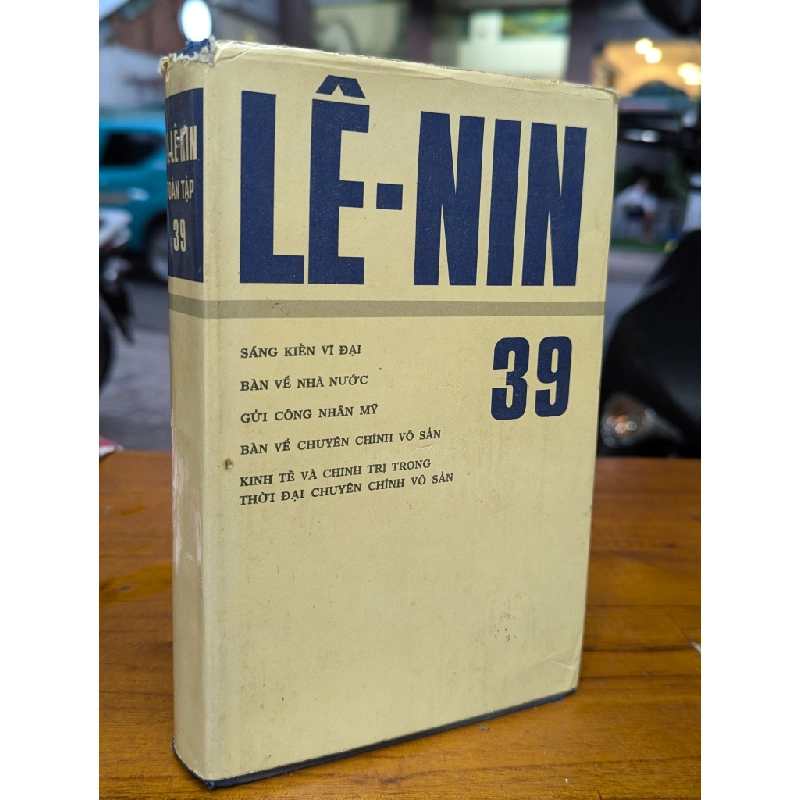 LÊ-NIN
39
SÁNG KIẾN VĨ ĐẠI
BÀN VỀ NHÀ NƯỚC
GỬI CÔNG NHÂN MỸ
BÀN VỀ CHUYÊN CHÍNH VÔ SẢN
KINH TẾ VÀ CHÍNH TRỊ TRONG
THỜI ĐẠI CHUYÊN CHÍNH VÔ SẢN
LÊ-NIN
TOÀN TẬP
39